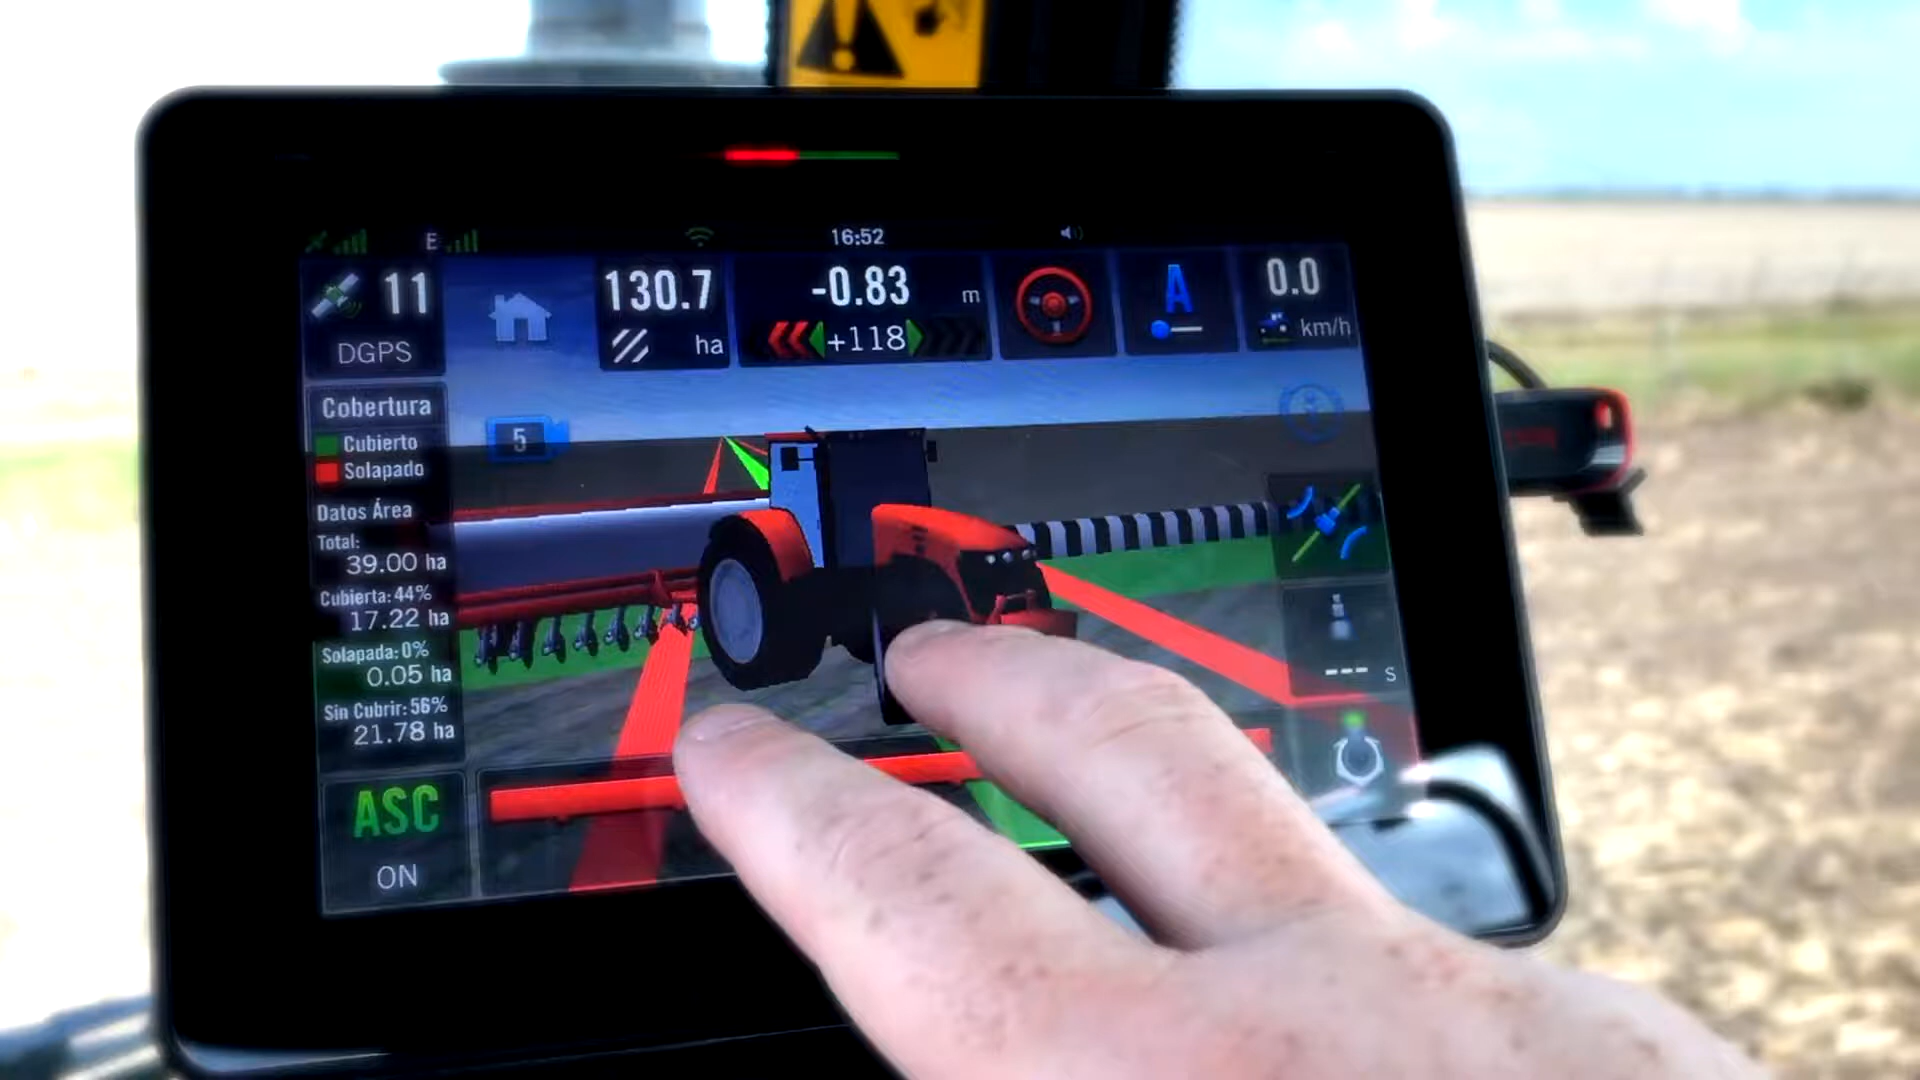 E
16:52
11
DGPS
130.7
ha
-0.83 m
+118
A
0.0
km/h
Cobertura
Cubierto
Solapado
5
Datos Área
Total:
39.00 ha
Cubierta: 44%
17.22 ha
Solapada: 0%
0.05 ha
Sin Cubrir: 56%
21.78 ha
--- s
ASC
ON